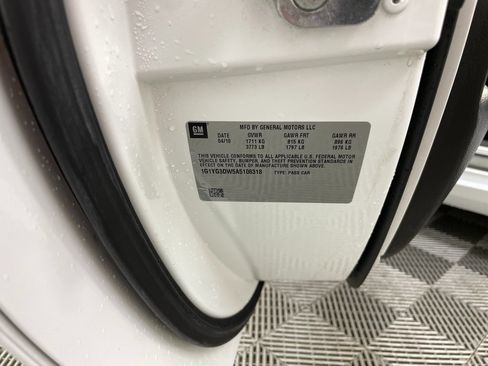 GM
MFD BY GENERAL MOTORS LLC
DATE GVWR GAWR FRT GAWR RR
04/10 1711 KG 815 KG 896 KG
3773 LB 1797 LB 1976 LB
THIS VEHICLE CONFORMS TO ALL APPLICABLE U.S. FEDERAL MOTOR
VEHICLE SAFETY, BUMPER, AND THEFT PREVENTION STANDARDS IN
EFFECT ON THE DATE OF MANUFACTURE SHOWN ABOVE.
1G1YG3DW5A5108318 TYPE: PASS CAR